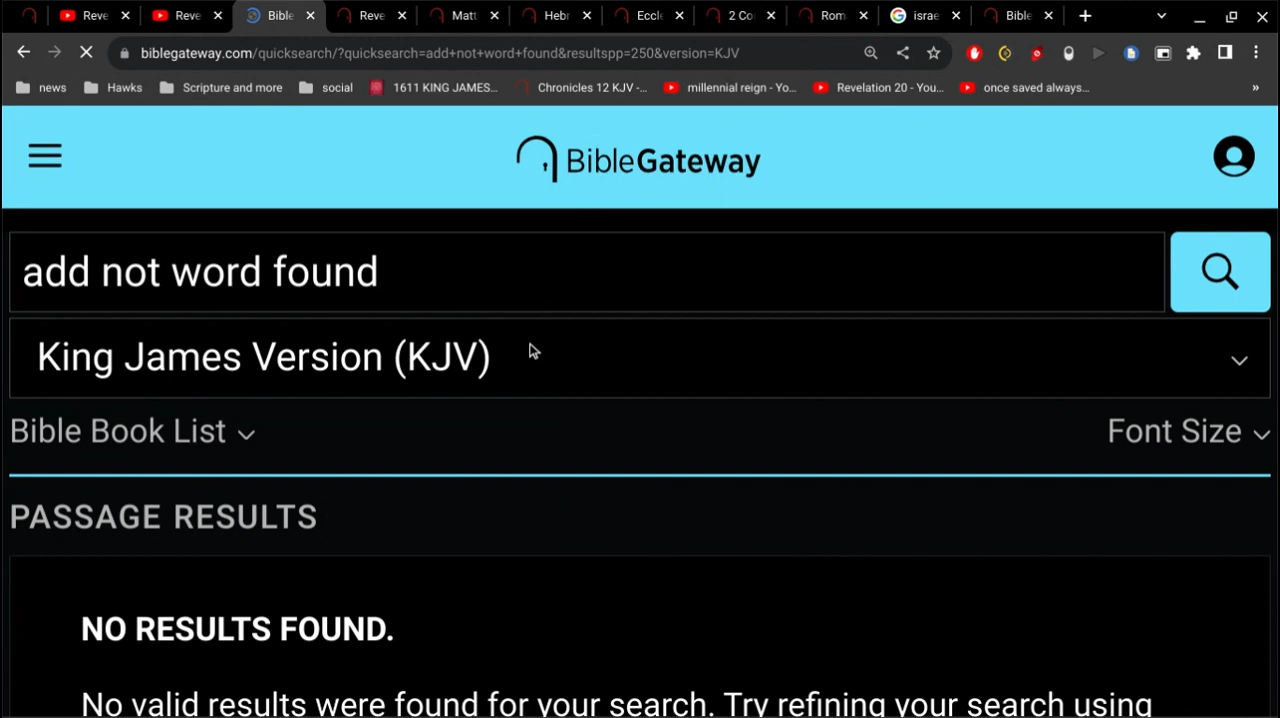 Reve
Reve
Bible
Reve
Matt
Hebr
Eccle
2 Co
Rom
israe
Bible
biblegateway.com/quicksearch/?quicksearch=add+not+word+found&resultspp=250&version=KJV
news
Hawks
Scripture and more
social
1611 KING JAMES...
Chronicles 12 KJV -...
millennial reign - Yo...
Revelation 20 - You...
once saved always...
»
BibleGateway
add not word found
King James Version (KJV)
Bible Book List
Font Size
PASSAGE RESULTS
NO RESULTS FOUND.
No valid results were found for your search. Try refining your search using